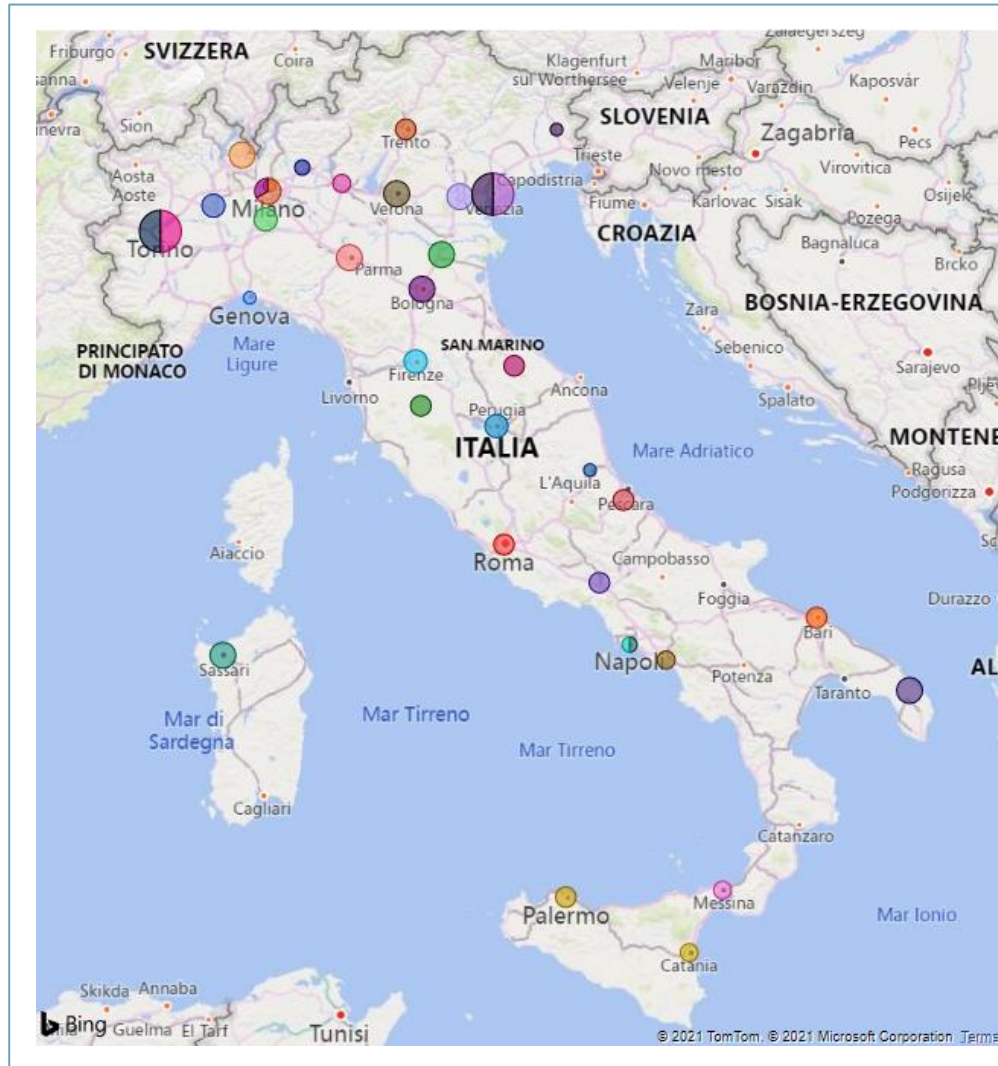 Zalaegerszeg
Friburgo
SVIZZERA
Coira
Klagenfurt
sul Worthersee
Maribor
Velenje
Varazdin
Kaposvár
Sion
SLOVENIA
Zagabria
Pecs
Trento
Trieste
Novo mesto
Virovitica
Aosta
Aoste
Capodistria
Fiume
Karlovac
Sisak
Osijek
Milano
Verona
Venezia
CROAZIA
Pozega
Torino
Bagnaluca
Brcko
Parma
Bologna
Genova
BOSNIA-ERZEGOVINA
Zara
Mare
Ligure
SAN MARINO
Sebenico
Sarajevo
PRINCIPATO
DI MONACO
Firenze
Livorno
Ancona
Spalato
Perugia
ITALIA
Mare Adriatico
MONTENE
Ragusa
Podgorizza
L'Aquila
Pescara
Aiaccio
Roma
Campobasso
Foggia
Durazzo
Bari
Sassari
Napoli
Potenza
Taranto
AL
Mar di
Sardegna
Mar Tirreno
Mar Tirreno
Cagliari
Catanzaro
Messina
Palermo
Mar Ionio
Catania
Skikda
Annaba
Bing
Guelma
El Tarf
Tunisi
© 2021 TomTom, © 2021 Microsoft Corporation Terms